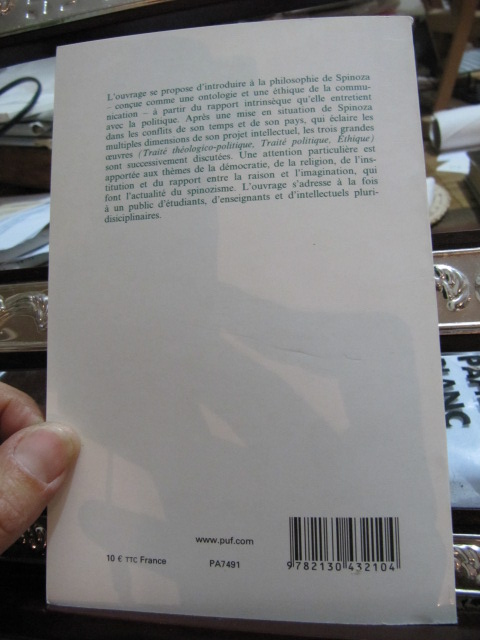 L'ouvrage se propose d'introduire à la philosophie de Spinoza
– conçue comme une ontologie et une éthique de la commu-
nication – à partir du rapport intrinsèque qu'elle entretient
avec la politique. Après une mise en situation de Spinoza
dans les conflits de son temps et de son pays, qui éclaire les
multiples dimensions de son projet intellectuel, les trois grandes
œuvres (Traité théologico-politique, Traité politique, Éthique)
sont successivement discutées. Une attention particulière est
apportée aux thèmes de la démocratie, de la religion, de l'ins-
titution et du rapport entre la raison et l'imagination, qui
font l'actualité du spinozisme. L'ouvrage s'adresse à la fois
à un public d'étudiants, d'enseignants et d'intellectuels pluri-
disiciplinaires.
www.puf.com
10 € TTC France
PA7491
9782130432104